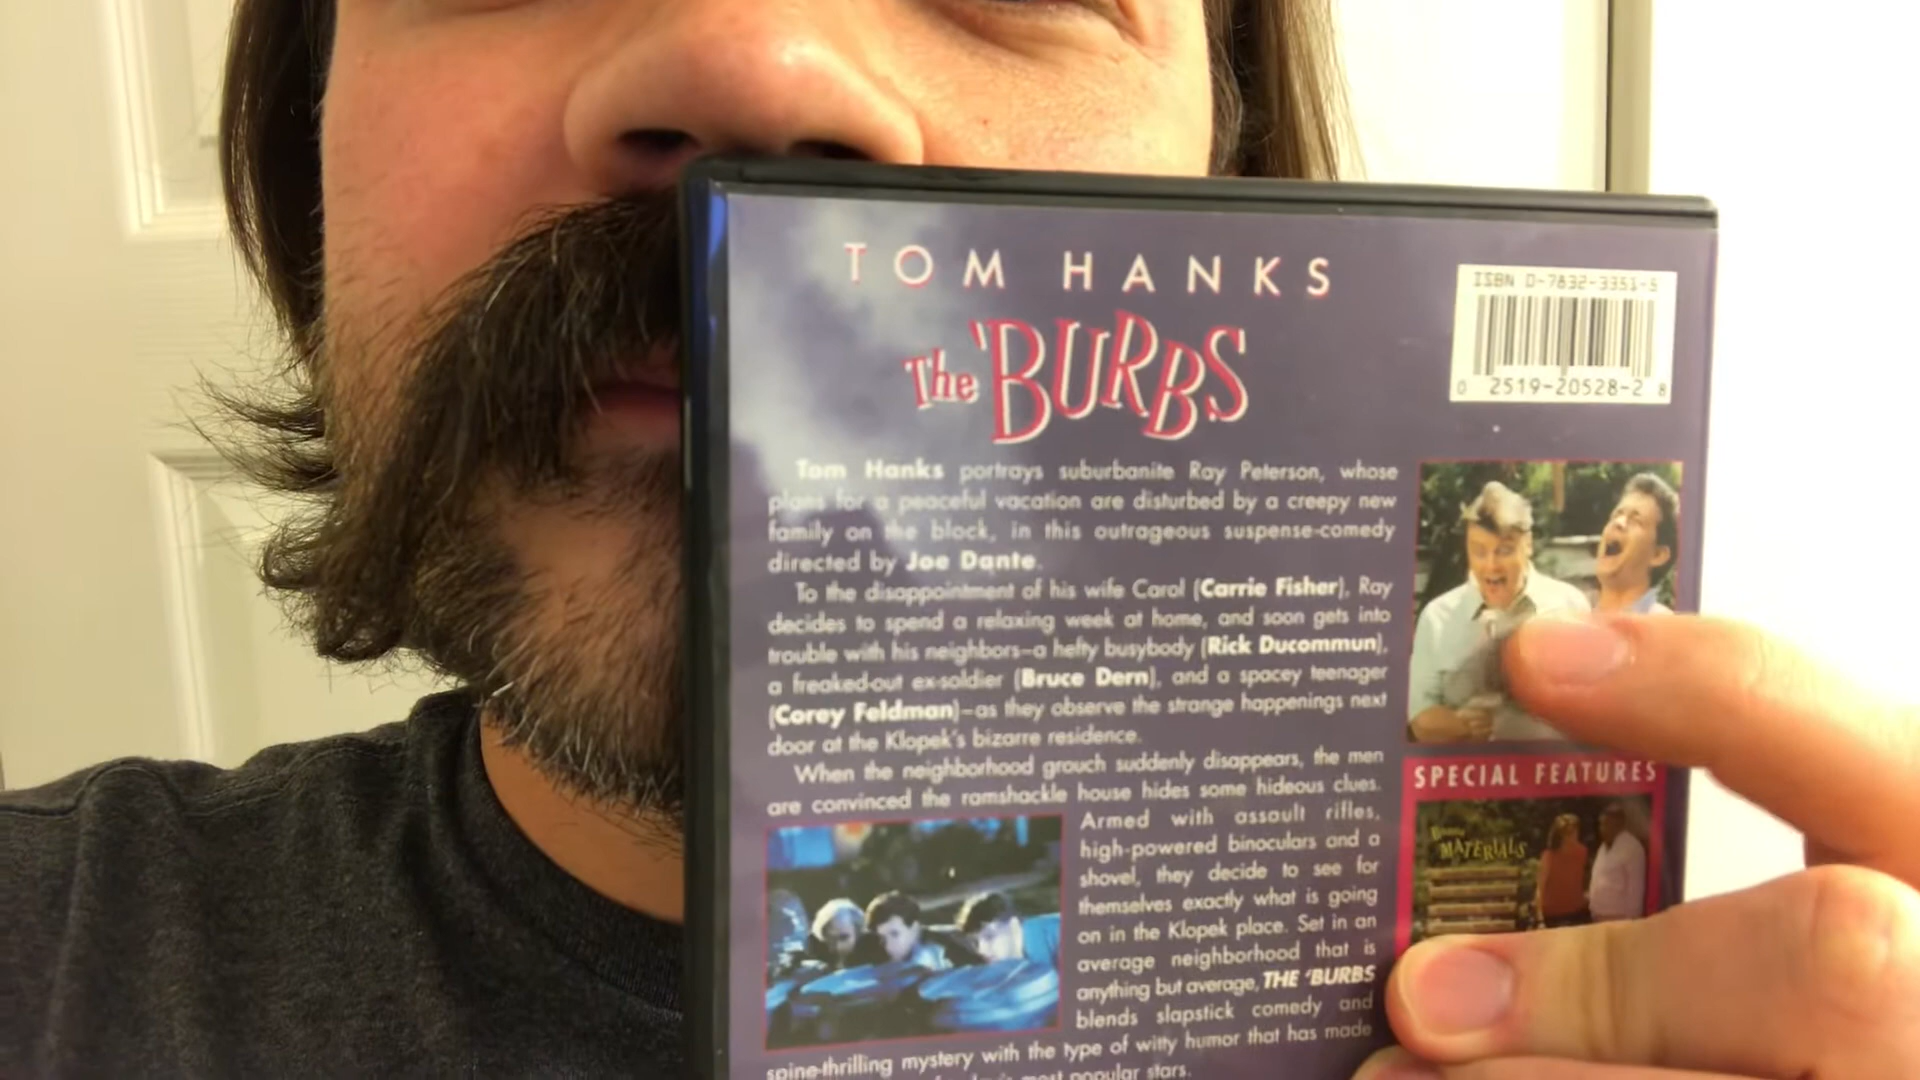 TOM HANKS
The 'BURBS
ISBN 0-7832-3351-5
0 2519-20528-2 8
Tom Hanks portrays suburbanite Ray Peterson, whose
plans for a peaceful vacation are disturbed by a creepy new
family on the block, in this outrageous suspense-comedy
directed by Joe Dante.
To the disappointment of his wife Carol (Carrie Fisher), Ray
decides to spend a relaxing week at home, and soon gets into
trouble with his neighbors–a hefty busybody (Rick Ducommun),
a freaked-out ex-soldier (Bruce Dern), and a spacey teenager
(Corey Feldman)–as they observe the strange happenings next
door at the Klopek's bizarre residence.
When the neighborhood grouch suddenly disappears, the men
are convinced the ramshackle house hides some hideous clues.
Armed with assault rifles,
high-powered binoculars and a
shovel, they decide to see for
themselves exactly what is going
on in the Klopek place. Set in an
average neighborhood that is
anything but average, THE 'BURBS
blends slapstick comedy and
spine-thrilling mystery with the type of witty humor that has made
most popular stars.
SPECIAL FEATURES
MATERIALS